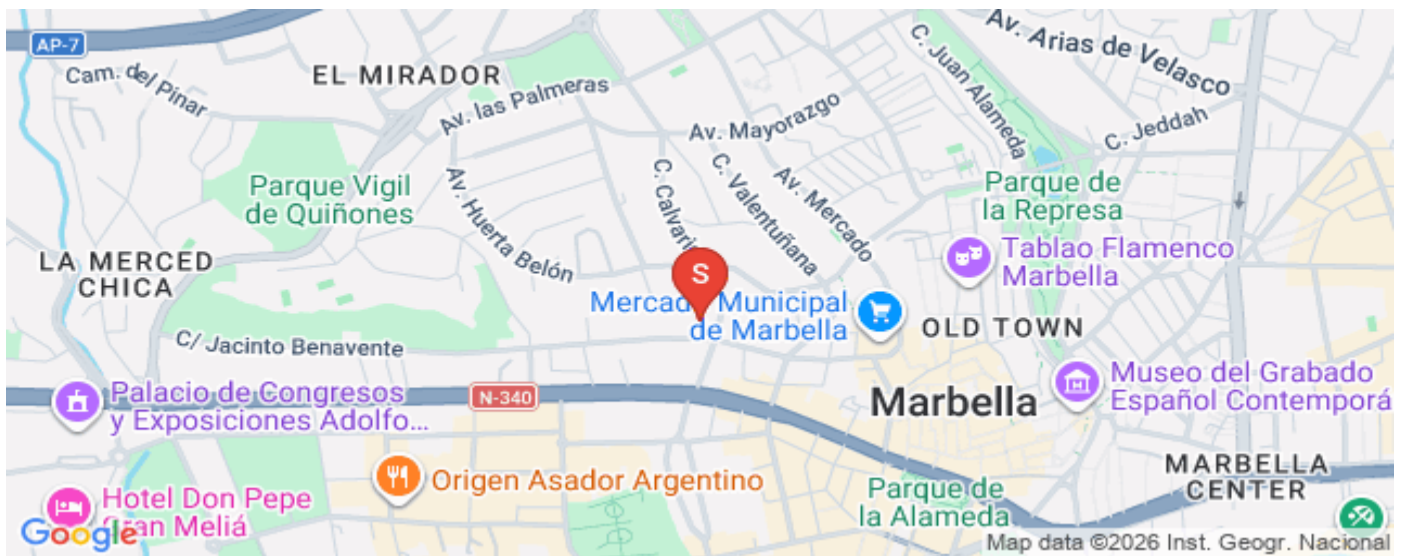 AP-7
Cam. del Pinar
EL MIRADOR
Av. las Palmeras
Av. Mayorazgo
C. Juan Alameda
Av. Arias de Velasco
C. Jeddah
Parque Vigil
de Quiñones
Av. Huerta Belón
C. Calvario
C. Valentuñana
Av. Mercado
Parque de
la Represa
Tablao Flamenco
Marbella
LA MERCED
CHICA
S
Mercado Municipal
de Marbella
OLD TOWN
C/ Jacinto Benavente
Palacio de Congresos
y Exposiciones Adolfo...
N-340
Marbella
Museo del Grabado
Español Contemporá
Origen Asador Argentino
MARBELLA
CENTER
Parque de
la Alameda
Hotel Don Pepe
Gran Meliá
Google
Map data ©2026 Inst. Geogr. Nacional